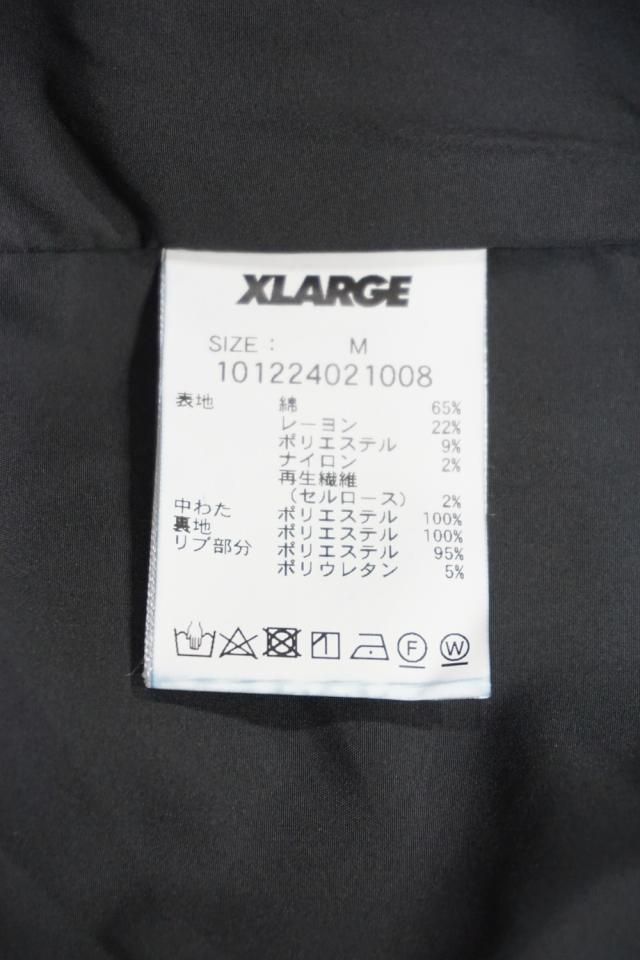 XLARGE
SIZE : M
101224021008
表地 綿 65%
レーヨン 22%
ポリエステル 9%
ナイロン 2%
再生繊維
(セルロース) 2%
中わた ポリエステル 100%
裏地 ポリエステル 100%
リブ部分 ポリエステル 95%
ポリウレタン 5%
F W